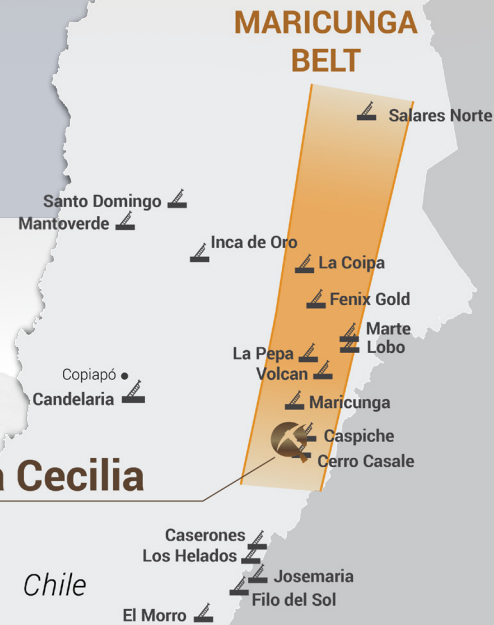 MARICUNGA
BELT
Salares Norte
Santo Domingo
Mantoverde
Inca de Oro
La Coipa
Fenix Gold
Marte
Lobo
La Pepa
Volcan
Copiapó
Candelaria
Maricunga
Caspiche
Cerro Casale
a Cecilia
Caserones
Los Helados
Josemaria
Filo del Sol
Chile
El Morro